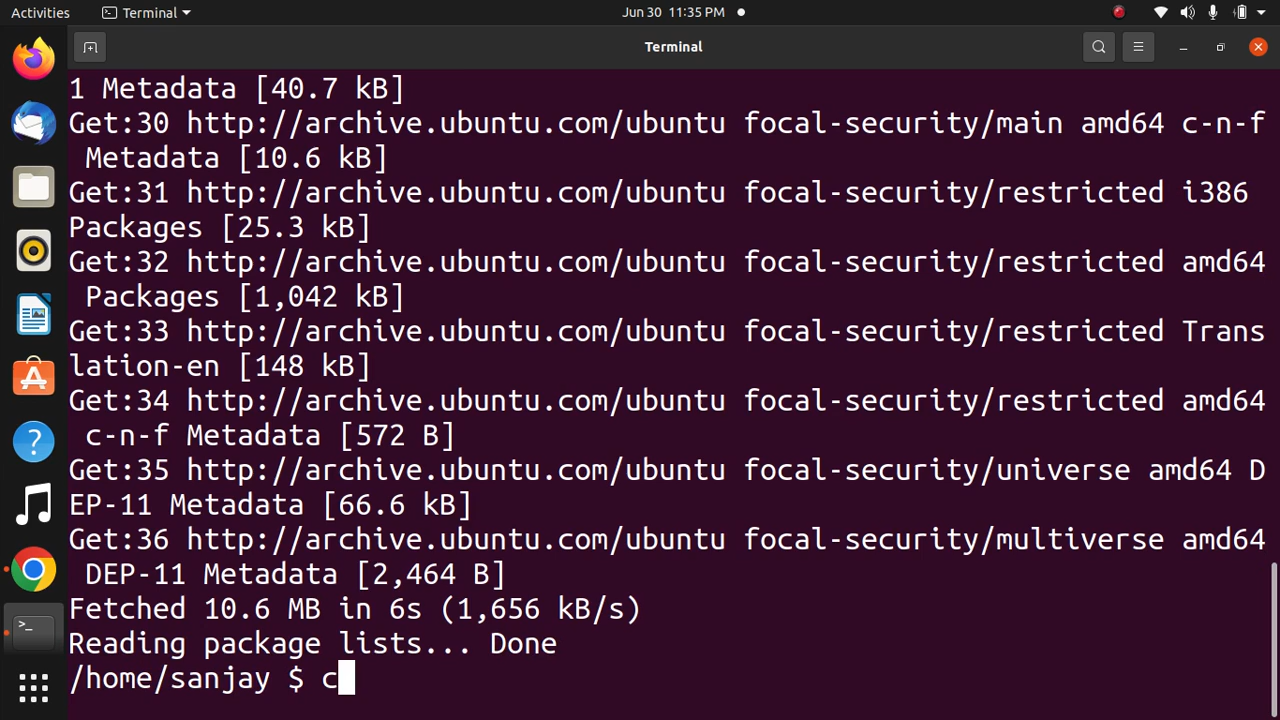 Activities Terminal Jun 30 11:35 PM
Terminal
1 Metadata [40.7 kB]
Get:30 http://archive.ubuntu.com/ubuntu focal-security/main amd64 c-n-f
Metadata [10.6 kB]
Get:31 http://archive.ubuntu.com/ubuntu focal-security/restricted i386
Packages [25.3 kB]
Get:32 http://archive.ubuntu.com/ubuntu focal-security/restricted amd64
Packages [1,042 kB]
Get:33 http://archive.ubuntu.com/ubuntu focal-security/restricted Trans
lation-en [148 kB]
Get:34 http://archive.ubuntu.com/ubuntu focal-security/restricted amd64
c-n-f Metadata [572 B]
Get:35 http://archive.ubuntu.com/ubuntu focal-security/universe amd64 D
EP-11 Metadata [66.6 kB]
Get:36 http://archive.ubuntu.com/ubuntu focal-security/multiverse amd64
DEP-11 Metadata [2,464 B]
Fetched 10.6 MB in 6s (1,656 kB/s)
Reading package lists... Done
/home/sanjay $ c